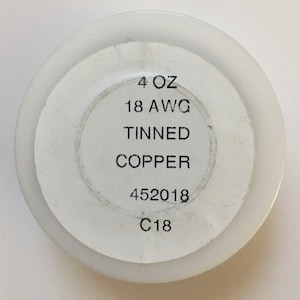 4 OZ
18 AWG
TINNED
COPPER
452018
C18